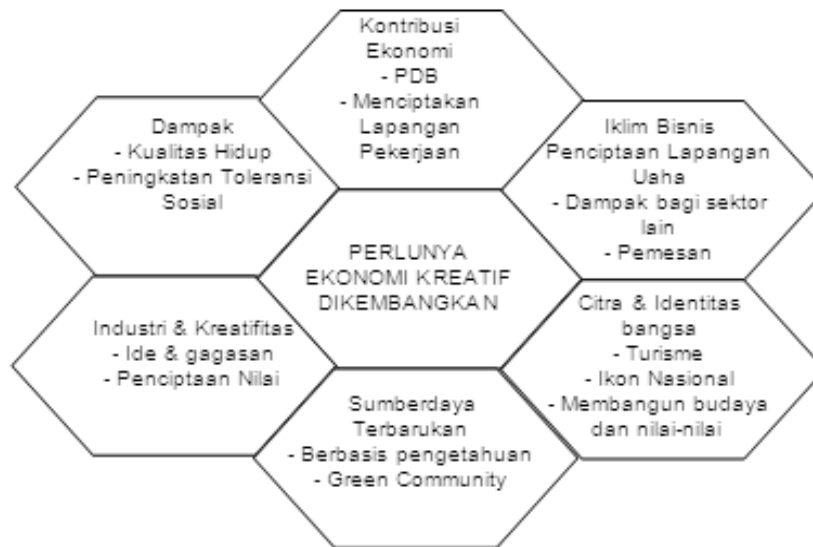 Kontribusi
Ekonomi
- PDB
- Menciptakan
Lapangan
Pekerjaan
Dampak
- Kualitas Hidup
- Peningkatan Toleransi
Sosial
Iklim Bisnis
Penciptaan Lapangan
Uaha
- Dampak bagi sektor
lain
- Pemesan
PERLUNYA
EKONOMI KREATIF
DIKEMBANGKAN
Industri & Kreatifitas
- Ide & gagasan
- Penciptaan Nilai
Citra & Identitas
bangsa
- Turisme
- Ikon Nasional
- Membangun budaya
dan nilai-nilai
Sumberdaya
Terbarukan
- Berbasis pengetahuan
- Green Community